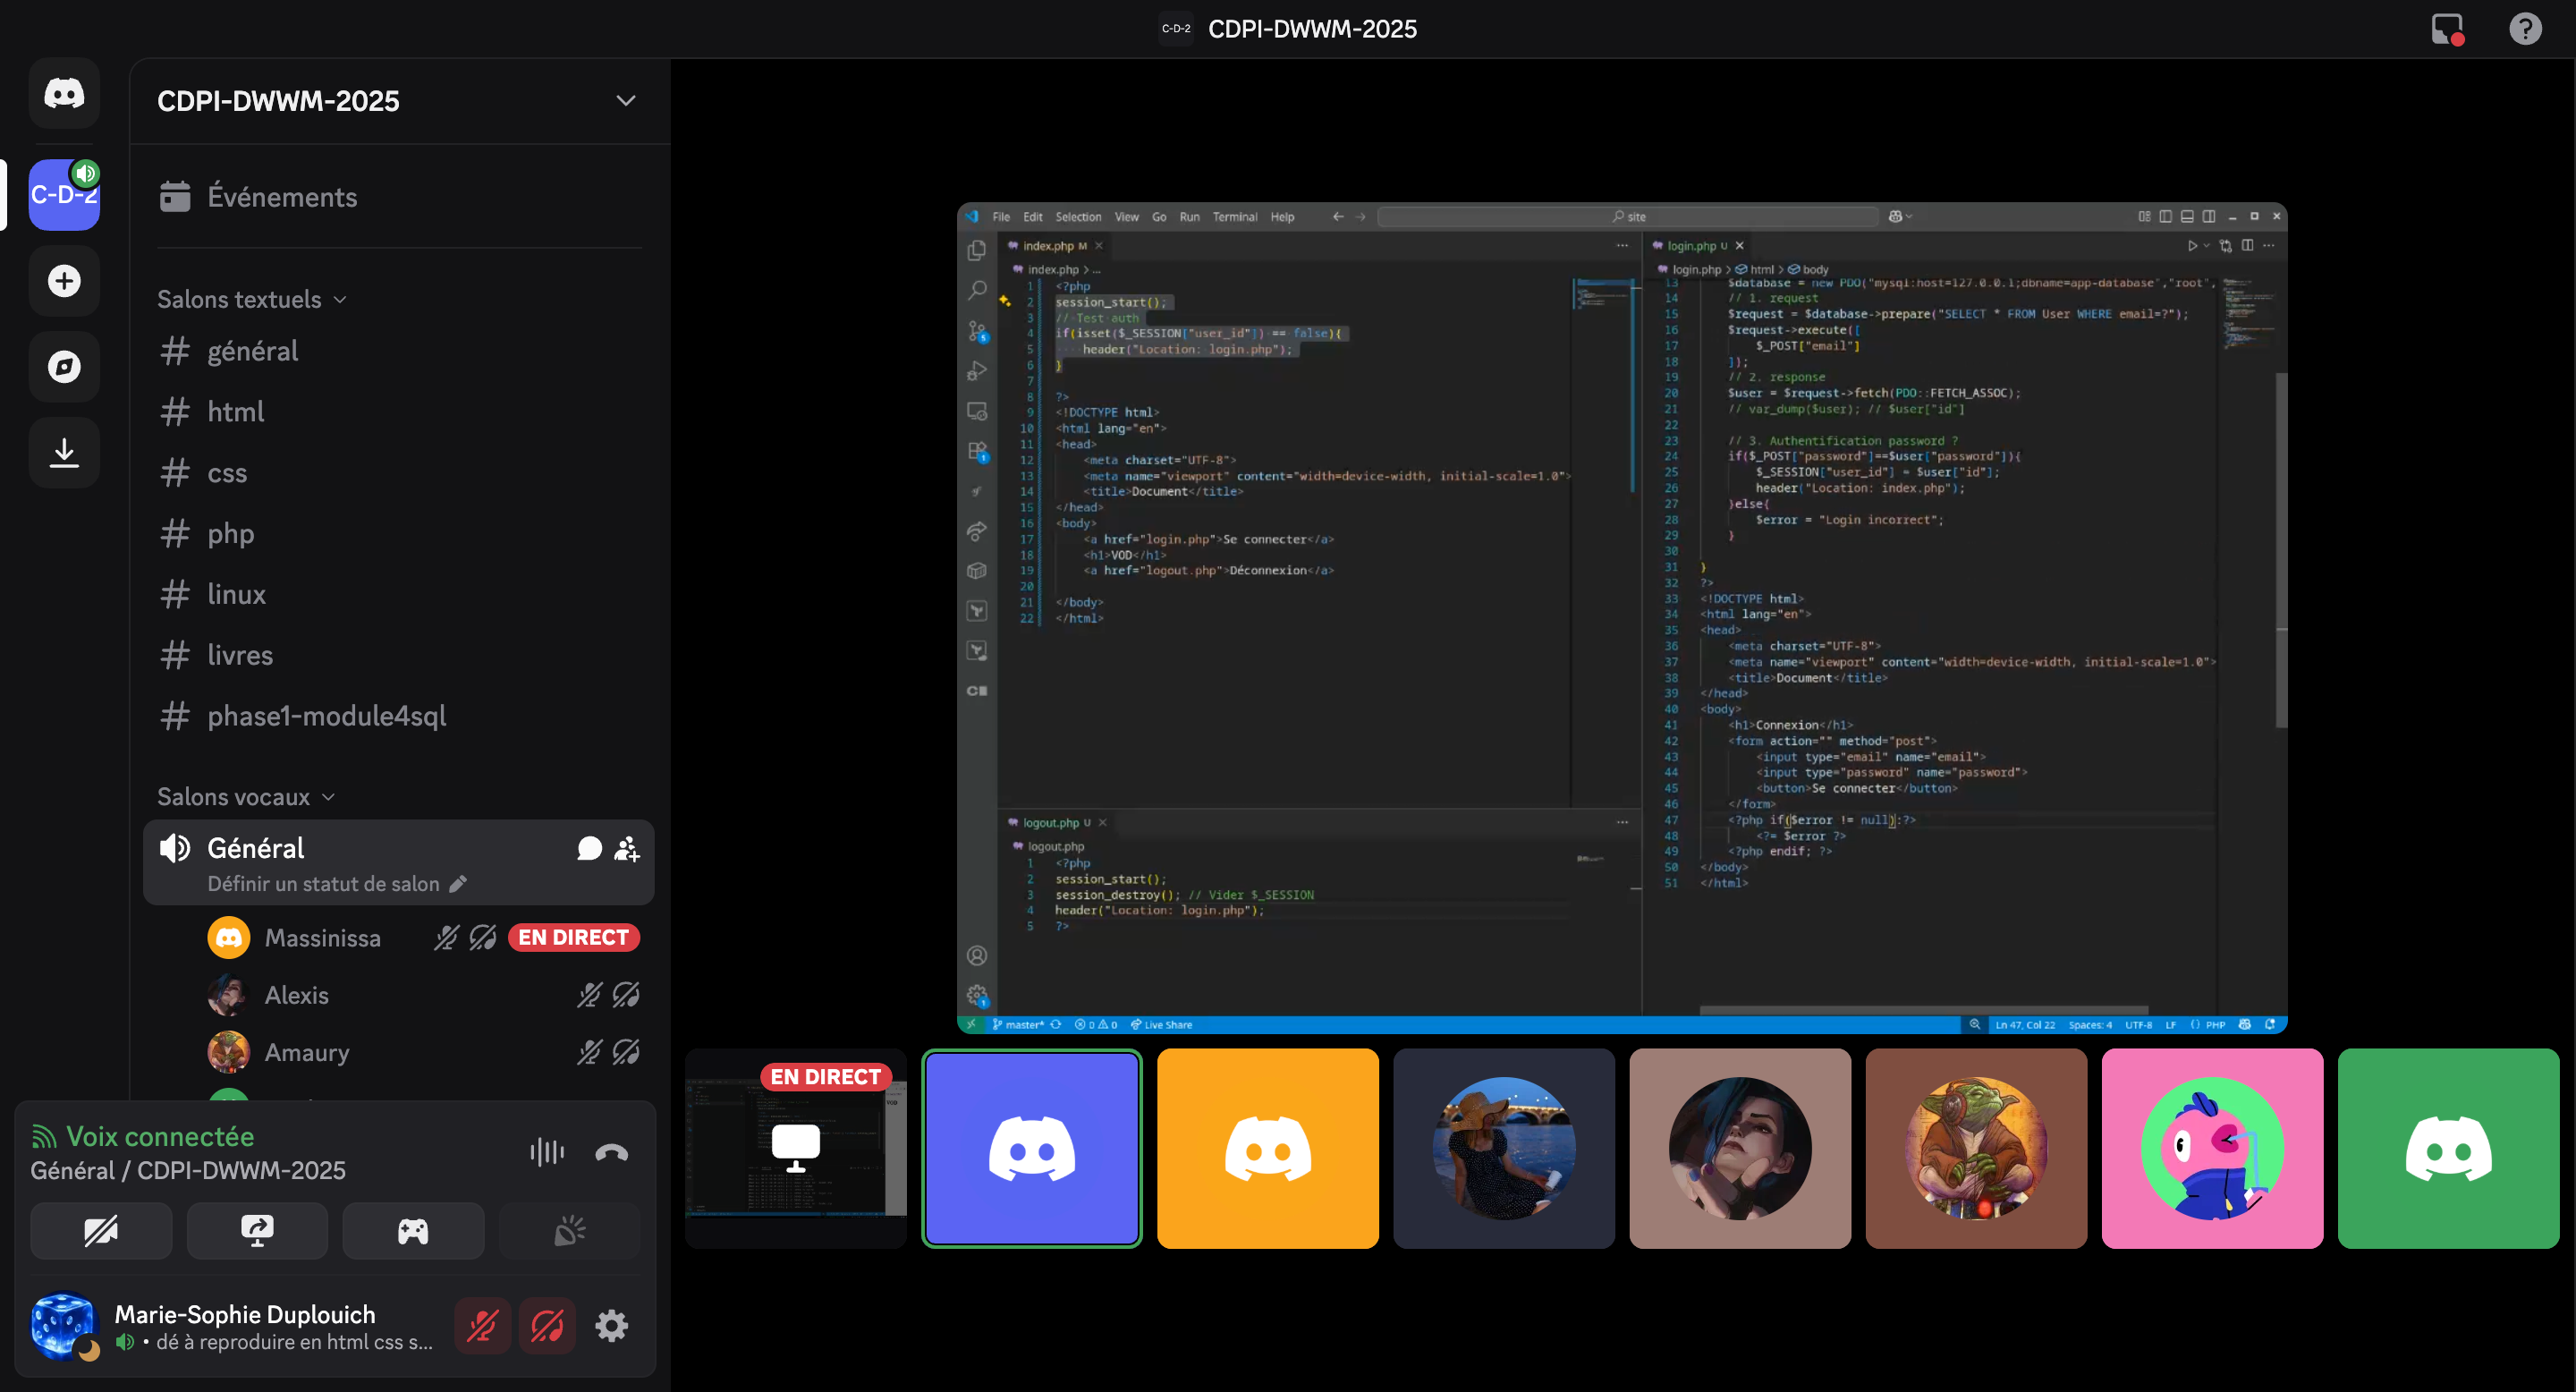 C-D-2 CDPI-DWWM-2025
CDPI-DWWM-2025
C-D-2
Événements
Salons textuels
général
html
css
php
linux
livres
phase1-module4sql
Salons vocaux
Général
Définir un statut de salon
Massinissa EN DIRECT
Alexis
Amaury
Voix connectée
Général / CDPI-DWWM-2025
Marie-Sophie Duplouich
• dé à reproduire en html css s...
File Edit Selection View Go Run Terminal Help
site
index.php M
index.php > ...
1 <?php
2 session_start();
3 // Test auth
4 if(isset($_SESSION["user_id"]) == false){
5 header("Location: login.php");
6 }
7
8 ?>
9 <!DOCTYPE html>
10 <html lang="en">
11 <head>
12 <meta charset="UTF-8">
13 <meta name="viewport" content="width=device-width, initial-scale=1.0">
14 <title>Document</title>
15 </head>
16 <body>
17 <a href="login.php">Se connecter</a>
18 <h1>VOD</h1>
19 <a href="logout.php">Déconnexion</a>
20
21 </body>
22 </html>
logout.php U
logout.php
1 <?php
2 session_start();
3 session_destroy(); // Vider $_SESSION
4 header("Location: login.php");
5 ?>
login.php U
login.php > html > body
13 $database = new PDO("mysql:host=127.0.0.1;dbname=app-database","root",
14 // 1. request
15 $request = $database->prepare("SELECT * FROM User WHERE email=?");
16 $request->execute([
17 $_POST["email"]
18 ]);
19 // 2. response
20 $user = $request->fetch(PDO::FETCH_ASSOC);
21 // var_dump($user); // $user["id"]
22
23 // 3. Authentification password ?
24 if($_POST["password"]==$user["password"]){
25 $_SESSION["user_id"] = $user["id"];
26 header("Location: index.php");
27 }else{
28 $error = "Login incorrect";
29 }
30
31 }
32 ?>
33 <!DOCTYPE html>
34 <html lang="en">
35 <head>
36 <meta charset="UTF-8">
37 <meta name="viewport" content="width=device-width, initial-scale=1.0">
38 <title>Document</title>
39 </head>
40 <body>
41 <h1>Connexion</h1>
42 <form action="" method="post">
43 <input type="email" name="email">
44 <input type="password" name="password">
45 <button>Se connecter</button>
46 </form>
47 <?php if($error != null):?>
48 <?= $error ?>
49 <?php endif; ?>
50 </body>
51 </html>
master* 0 0 Live Share
Ln 47, Col 22 Spaces: 4 UTF-8 LF {} PHP
EN DIRECT